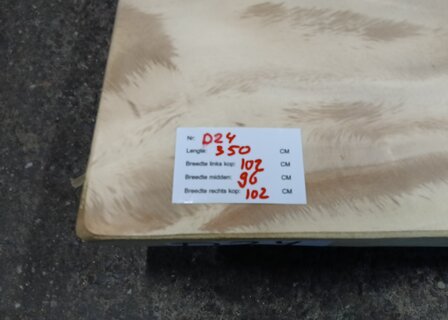 Nr: D24
Lengte: 350 CM
Breedte links kop: 102 CM
Breedte midden: 96 CM
Breedte rechts kop: 102 CM